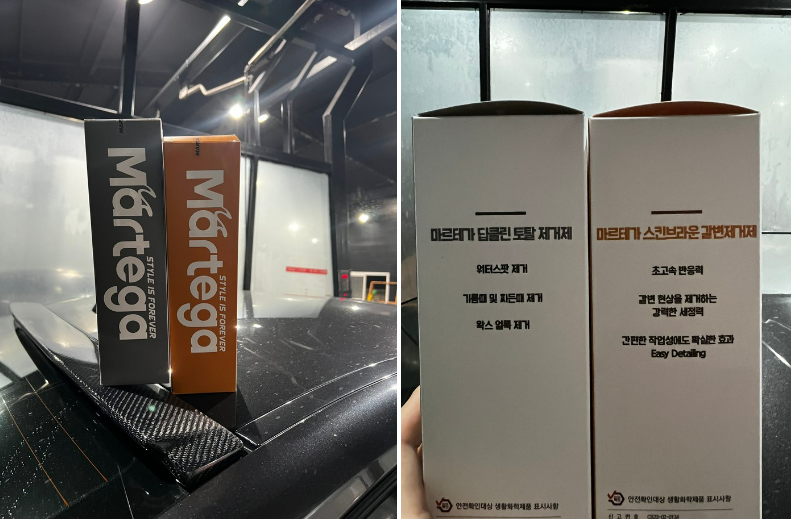 Martega
STYLE IS FOREVER
Martega
STYLE IS FOREVER
마르테가 딥클린 토탈 제거제
워터스팟 제거
기름때 및 찌든때 제거
왁스 얼룩 제거
안전확인대상 생활화학제품 표시사항
마르테가 스킨브라운 갈변제거제
초고속 반응력
갈변 현상을 제거하는
강력한 세정력
간편한 작업성에도 확실한 효과
Easy Detailing
안전확인대상 생활화학제품 표시사항
신고번호